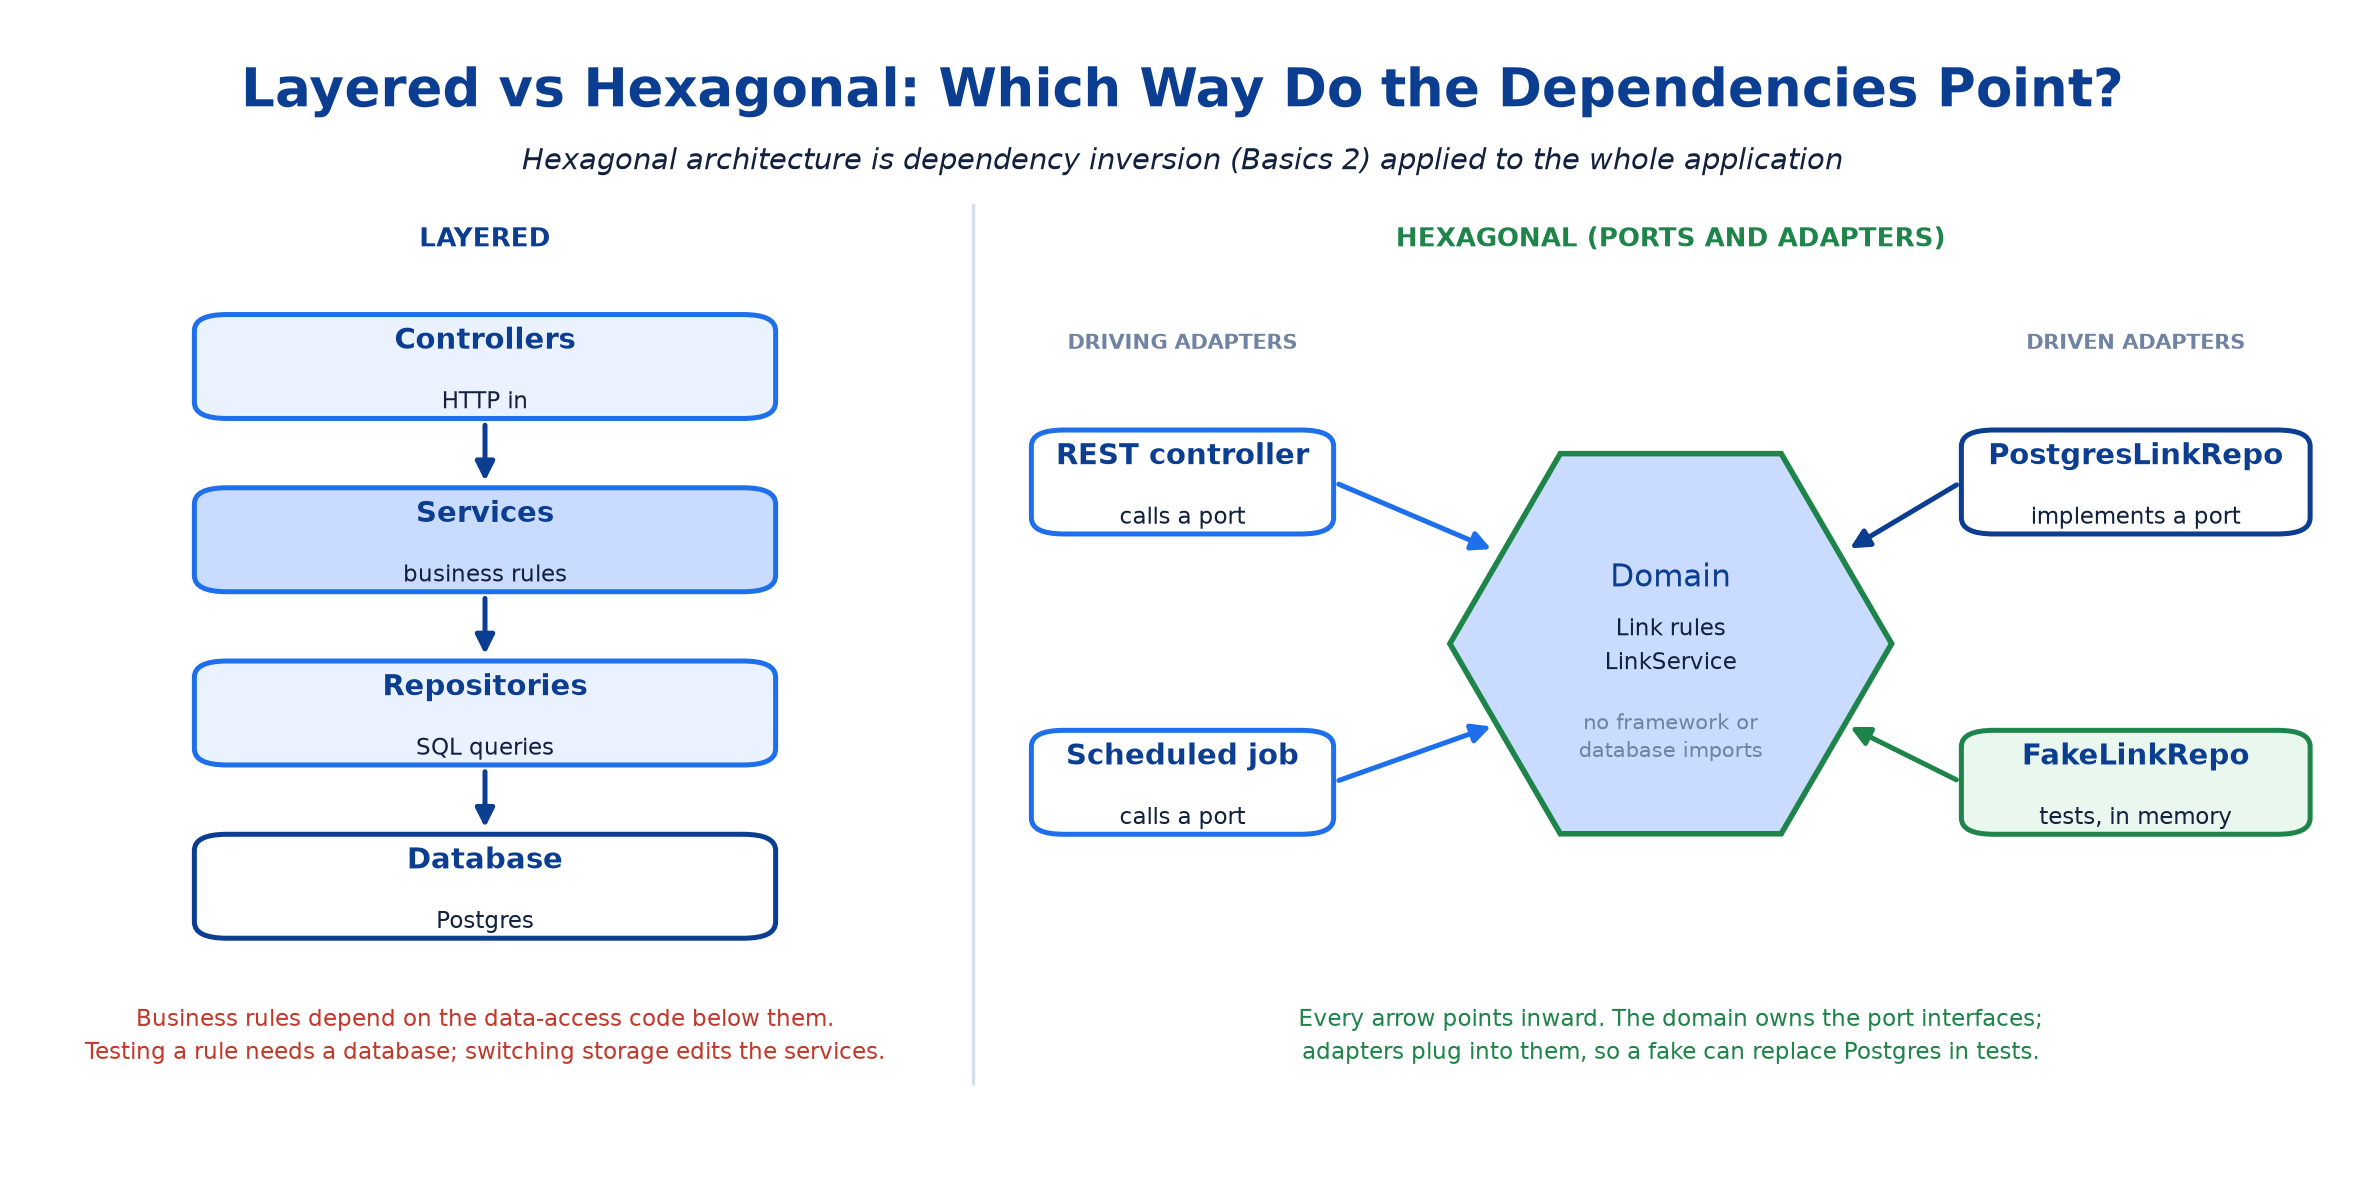 Layered vs Hexagonal: Which Way Do the Dependencies Point?
Hexagonal architecture is dependency inversion (Basics 2) applied to the whole application
LAYERED
Controllers
HTTP in
Services
business rules
Repositories
SQL queries
Database
Postgres
Business rules depend on the data-access code below them.
Testing a rule needs a database; switching storage edits the services.
HEXAGONAL (PORTS AND ADAPTERS)
DRIVING ADAPTERS
REST controller
calls a port
Scheduled job
calls a port
Domain
Link rules
LinkService
no framework or
database imports
DRIVEN ADAPTERS
PostgresLinkRepo
implements a port
FakeLinkRepo
tests, in memory
Every arrow points inward. The domain owns the port interfaces;
adapters plug into them, so a fake can replace Postgres in tests.